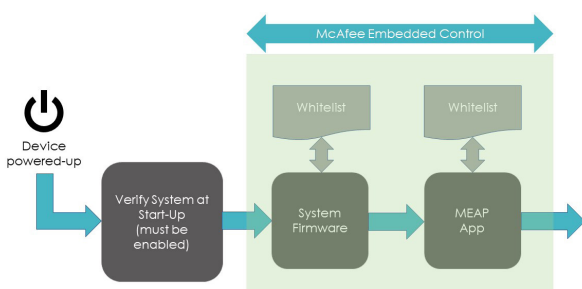 McAfee Embedded Control
Whitelist
Whitelist
Device
powered-up
Verify System at
Start-Up
(must be
enabled)
System
Firmware
MEAP
App